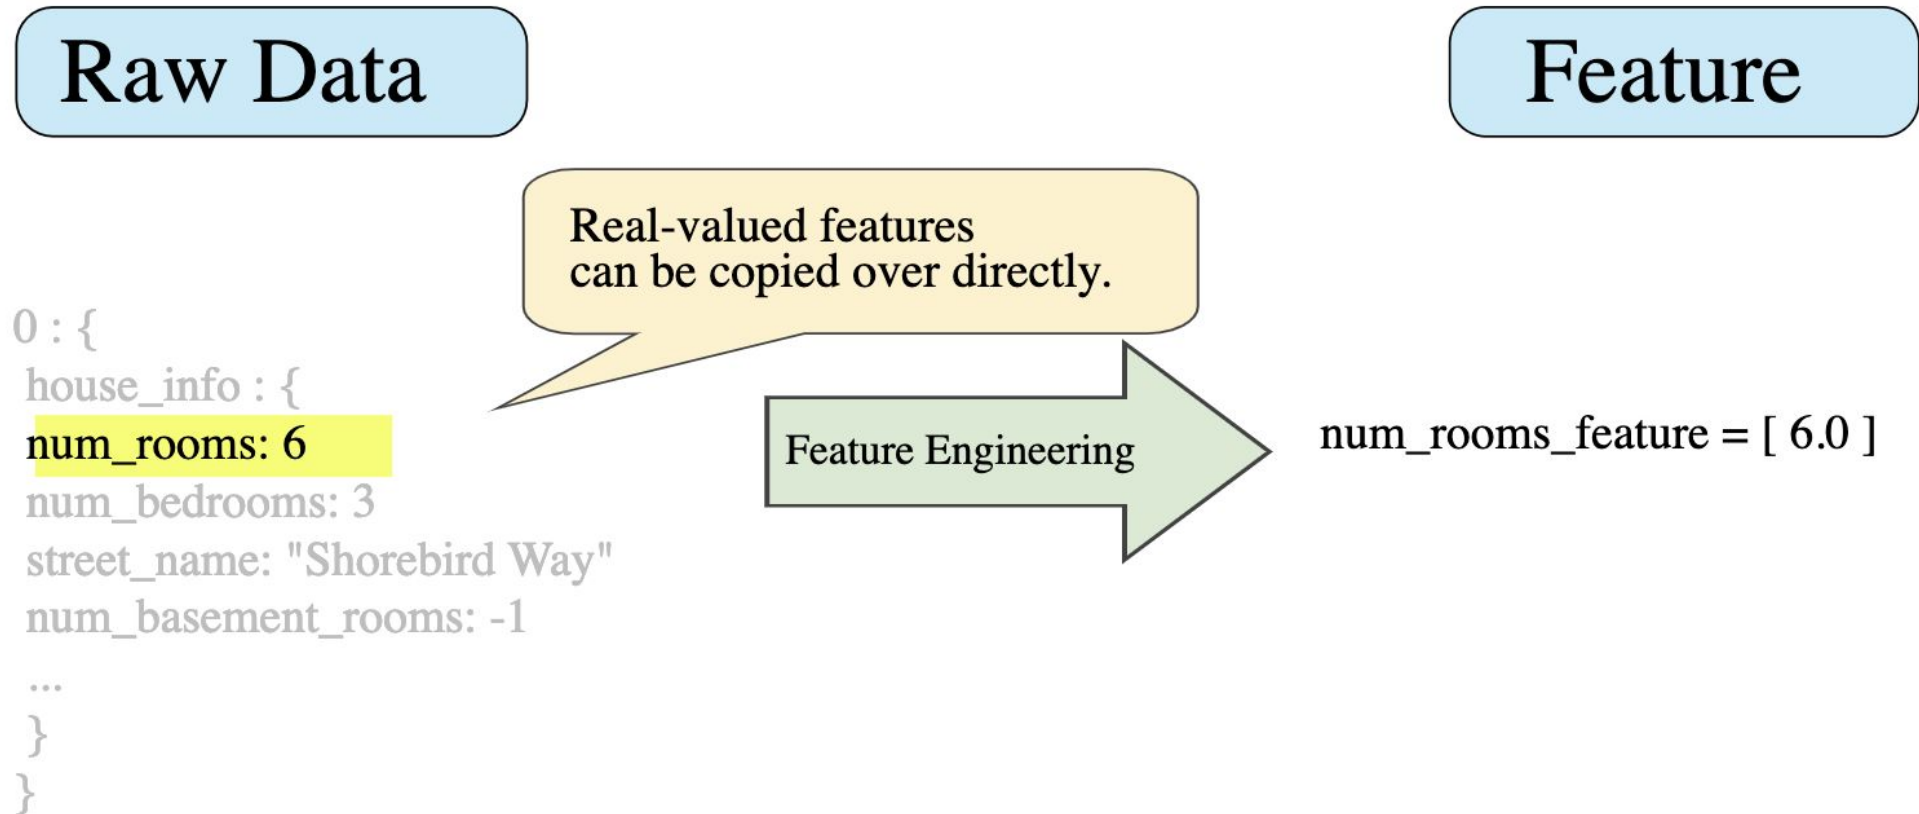 Raw Data
Feature
Real-valued features
can be copied over directly.
0 : {
house_info : {
num_rooms: 6
num_bedrooms: 3
street_name: "Shorebird Way"
num_basement_rooms: -1
...
}
}
Feature Engineering
num_rooms_feature = [ 6.0 ]